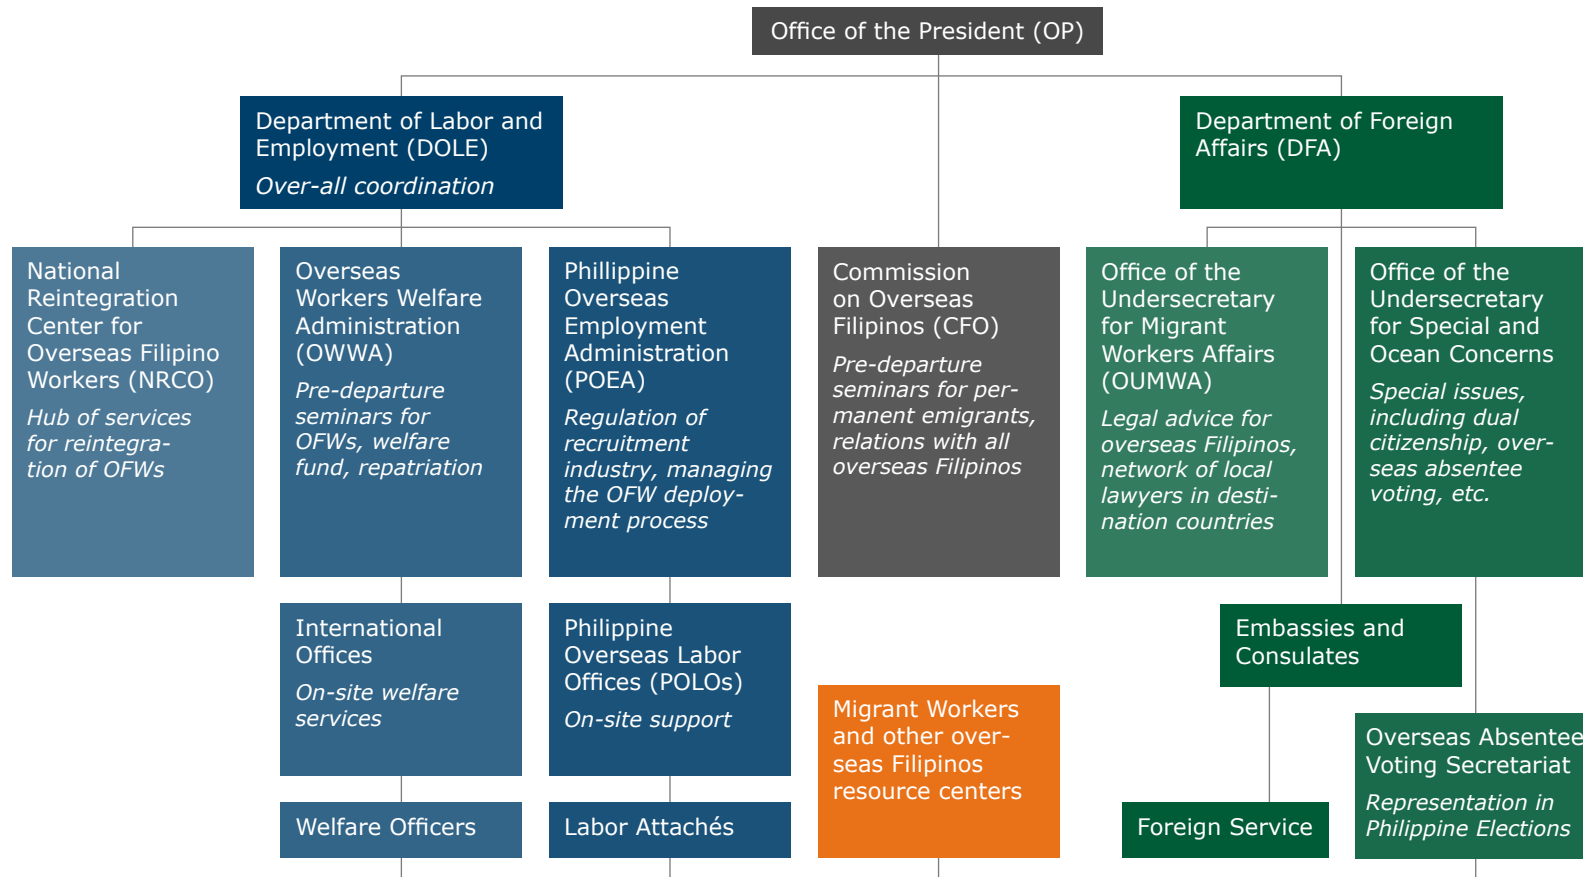 Office of the President (OP)
Department of Labor and
Employment (DOLE)
Over-all coordination
Department of Foreign
Affairs (DFA)
National
Reintegration
Center for
Overseas Filipino
Workers (NRCO)
Hub of services
for reintegra-
tion of OFWs
Overseas
Workers Welfare
Administration
(OWWA)
Pre-departure
seminars for
OFWs, welfare
fund, repatriation
Phillippine
Overseas
Employment
Administration
(POEA)
Regulation of
recruitment
industry, managing
the OFW deploy-
ment process
Commission
on Overseas
Filipinos (CFO)
Pre-departure
seminars for per-
manent emigrants,
relations with all
overseas Filipinos
Office of the
Undersecretary
for Migrant
Workers Affairs
(OUMWA)
Legal advice for
overseas Filipinos,
network of local
lawyers in desti-
nation countries
Office of the
Undersecretary
for Special and
Ocean Concerns
Special issues,
including dual
citizenship, over-
seas absentee
voting, etc.
International
Offices
On-site welfare
services
Philippine
Overseas Labor
Offices (POLOs)
On-site support
Migrant Workers
and other over-
seas Filipinos
resource centers
Embassies and
Consulates
Overseas Absentee
Voting Secretariat
Representation in
Philippine Elections
Welfare Officers
Labor Attachés
Foreign Service